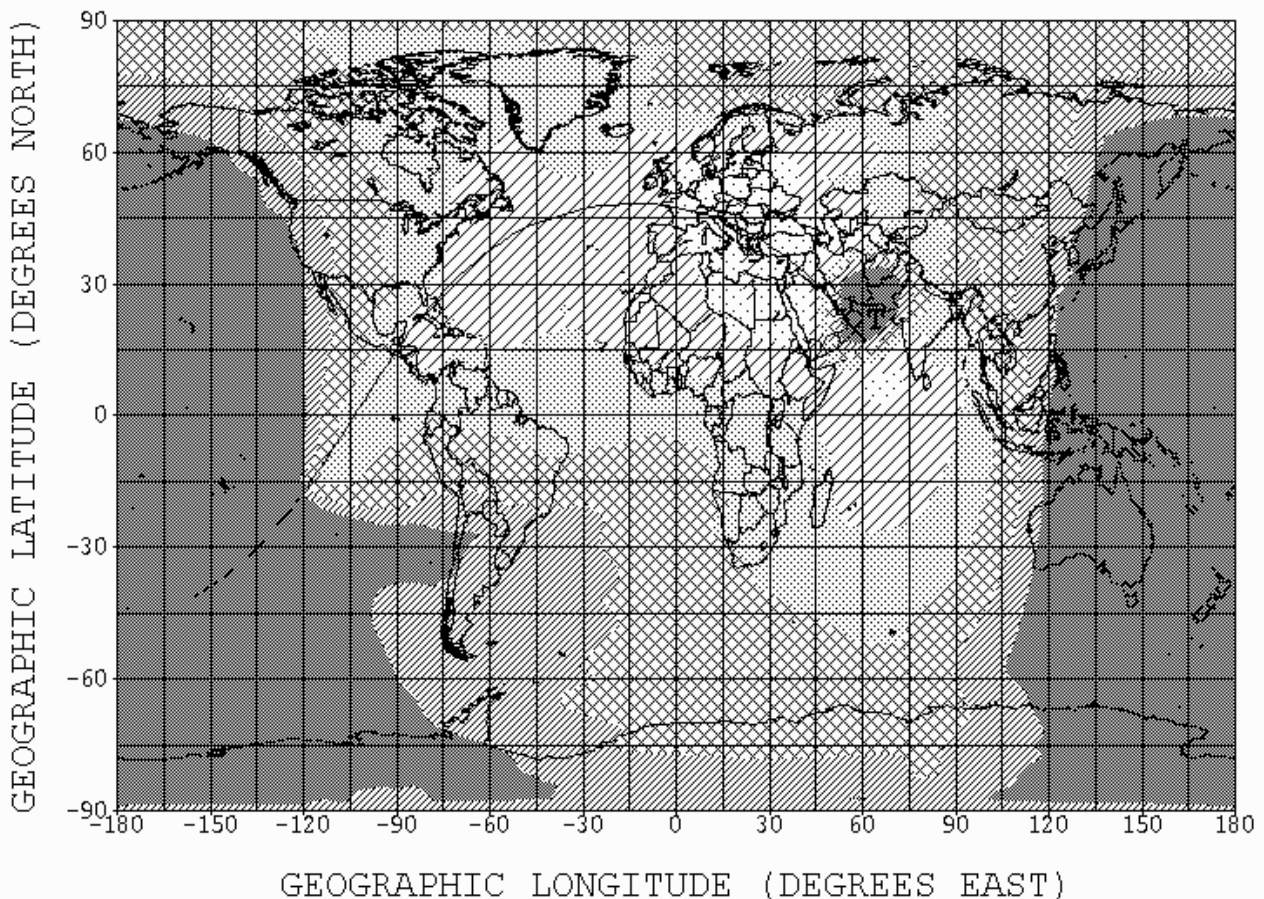 GEOGRAPHIC LATITUDE (DEGREES NORTH)
90
60
30
0
-30
-60
-90
-180 -150 -120 -90 -60 -30 0 30 60 90 120 150 180
GEOGRAPHIC LONGITUDE (DEGREES EAST)